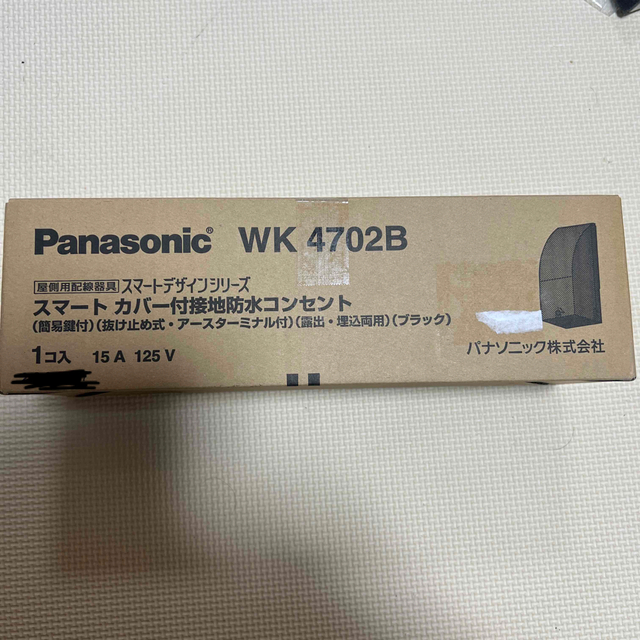 Panasonic® WK 4702B
屋側用配線器具 スマートデザインシリーズ
スマート カバー付接地防水コンセント
(簡易鍵付)(抜け止め式・アースターミナル付)(露出・埋込両用)(ブラック)
1コ入 15 A 125 V
パナソニック株式会社